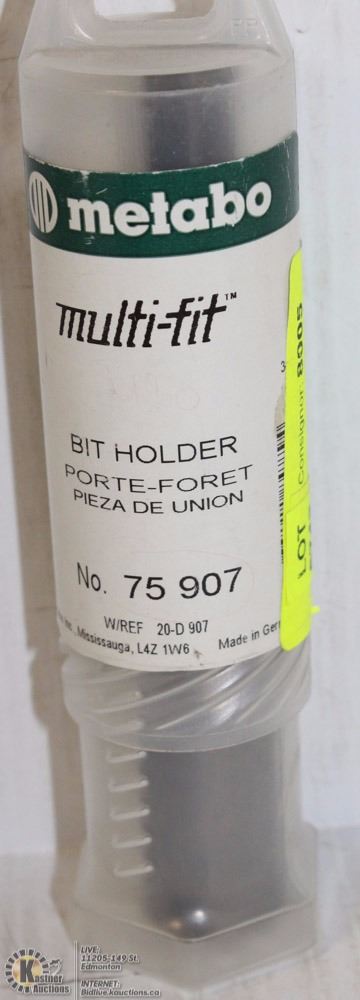 metabo
multi-fit™
BIT HOLDER
PORTE-FORET
PIEZA DE UNION
No. 75 907
W/REF 20-D 907
Mississauga, L4Z 1W6 Made in Ger
LOT
Consignor: 8005
Kastner
Auctions
LIVE:
11205-149 St.
Edmonton
INTERNET:
Bidlive.kauctions.ca